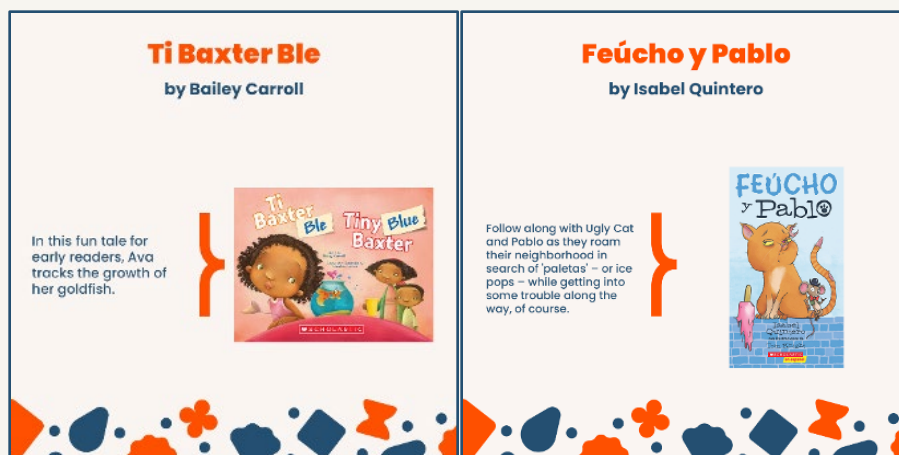 Ti Baxter Ble
by Bailey Carroll
In this fun tale for
early readers, Ava
tracks the growth of
her goldfish.
Ti
Baxter
Ble
Tiny Blue
Baxter
SCHOLASTIC
Feúcho y Pablo
by Isabel Quintero
Follow along with Ugly Cat
and Pablo as they roam
their neighborhood in
search of 'paletas' – or ice
pops – while getting into
some trouble along the
way, of course.
FEÚCHO
y Pablo
Isabel
Quintero
SCHOLASTIC